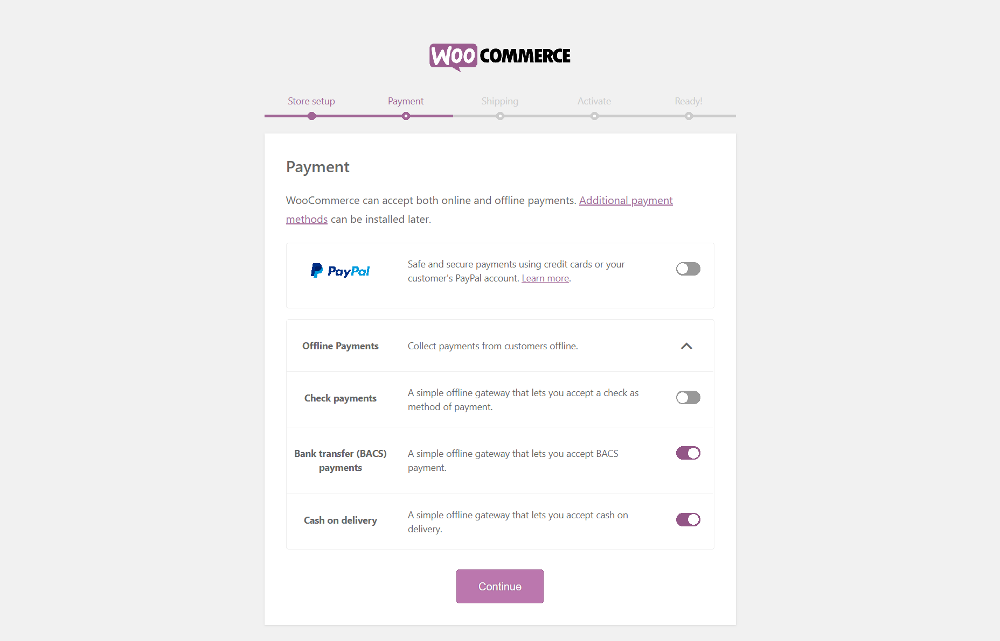 WOO COMMERCE
Store setup
Payment
Shipping
Activate
Ready!
Payment
WooCommerce can accept both online and offline payments. Additional payment
methods can be installed later.
PayPal
Safe and secure payments using credit cards or your
customer's PayPal account. Learn more.
Offline Payments
Collect payments from customers offline.
Check payments
A simple offline gateway that lets you accept a check as
method of payment.
Bank transfer (BACS)
payments
A simple offline gateway that lets you accept BACS
payment.
Cash on delivery
A simple offline gateway that lets you accept cash on
delivery.
Continue